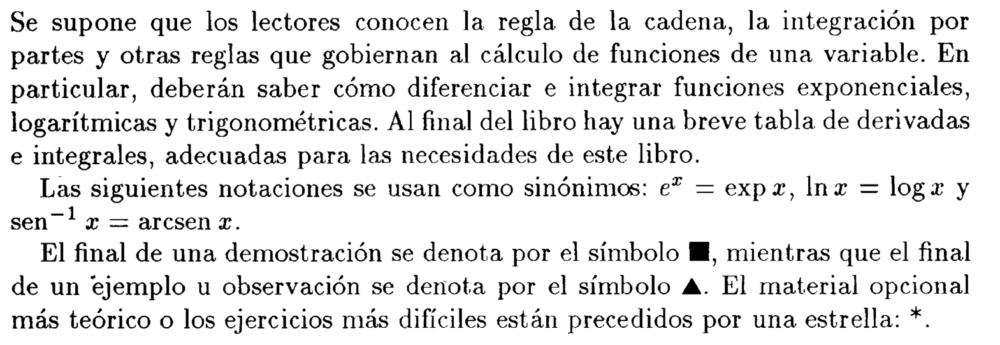 Se supone que los lectores conocen la regla de la cadena, la integración por
partes y otras reglas que gobiernan al cálculo de funciones de una variable. En
particular, deberán saber cómo diferenciar e integrar funciones exponenciales,
logarítmicas y trigonométricas. Al final del libro hay una breve tabla de derivadas
e integrales, adecuadas para las necesidades de este libro.
Las siguientes notaciones se usan como sinónimos: eˣ = exp x, ln x = log x y
sen⁻¹ x = arcsen x.
El final de una demostración se denota por el símbolo ■, mientras que el final
de un ejemplo u observación se denota por el símbolo ▲. El material opcional
más teórico o los ejercicios más difíciles están precedidos por una estrella: *.